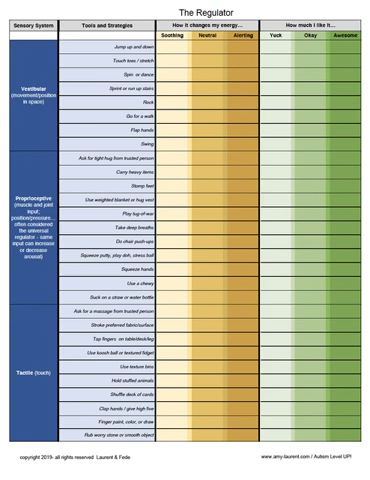 The Regulator
Sensory System Tools and Strategies How it changes my energy… How much I like it…
Soothing Neutral Alerting Yuck Okay Awesome
Vestibular
(movement/position
in space)
Jump up and down
Touch toes / stretch
Spin or dance
Sprint or run up stairs
Rock
Go for a walk
Flap hands
Swing
Proprioceptive
(muscle and joint
input;
position/pressure…
often considered
the universal
regulator - same
input can increase
or decrease
arousal)
Ask for tight hug from trusted person
Carry heavy items
Stomp feet
Use weighted blanket or hug vest
Play tug-of-war
Take deep breaths
Do chair push-ups
Squeeze putty, play doh, stress ball
Squeeze hands
Use a chewy
Suck on a straw or water bottle
Tactile (touch)
Ask for a massage from trusted person
Stroke preferred fabric/surface
Tap fingers on table/desk/leg
Use koosh ball or textured fidget
Use texture bins
Hold stuffed animals
Shuffle deck of cards
Clap hands / give high five
Finger paint, color, or draw
Rub worry stone or smooth object
copyright 2019- all rights reserved Laurent & Fede
www.amy-laurent.com / Autism Level UP!